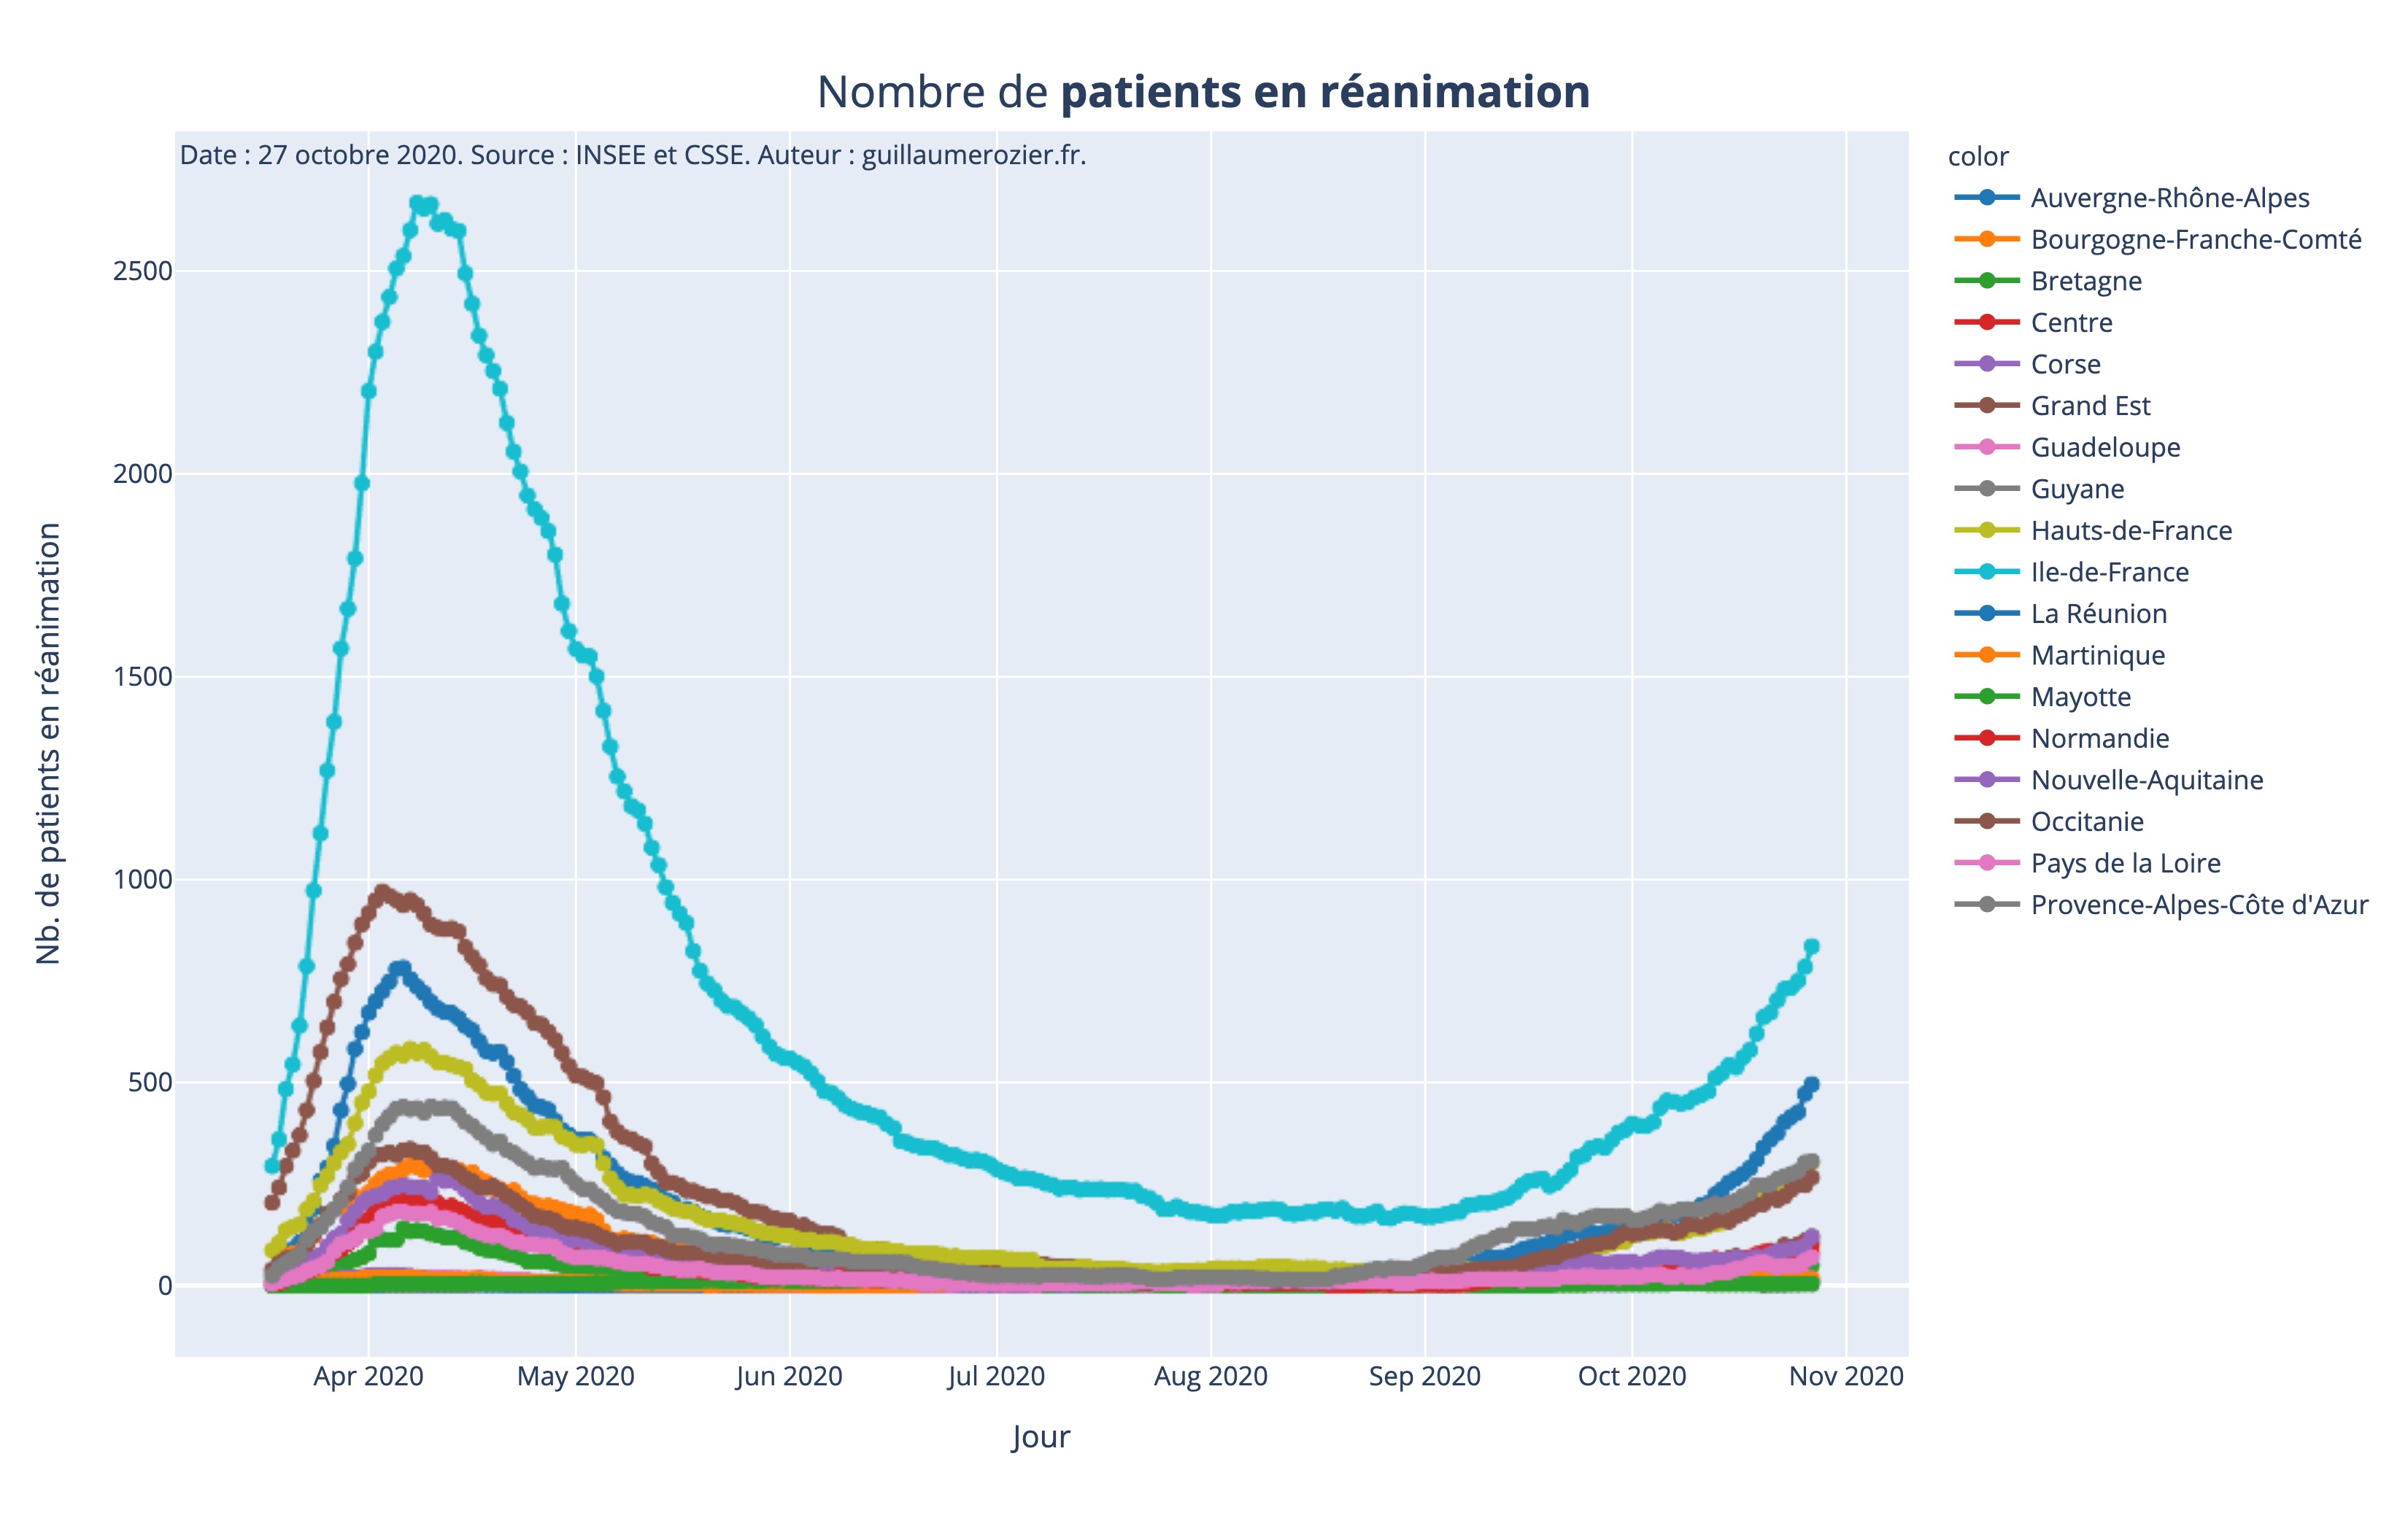 Nombre de patients en réanimation
Date : 27 octobre 2020. Source : INSEE et CSSE. Auteur : guillaumerozier.fr.
Nb. de patients en réanimation
2500
2000
1500
1000
500
0
Apr 2020 May 2020 Jun 2020 Jul 2020 Aug 2020 Sep 2020 Oct 2020 Nov 2020
Jour
color
Auvergne-Rhône-Alpes
Bourgogne-Franche-Comté
Bretagne
Centre
Corse
Grand Est
Guadeloupe
Guyane
Hauts-de-France
Ile-de-France
La Réunion
Martinique
Mayotte
Normandie
Nouvelle-Aquitaine
Occitanie
Pays de la Loire
Provence-Alpes-Côte d'Azur